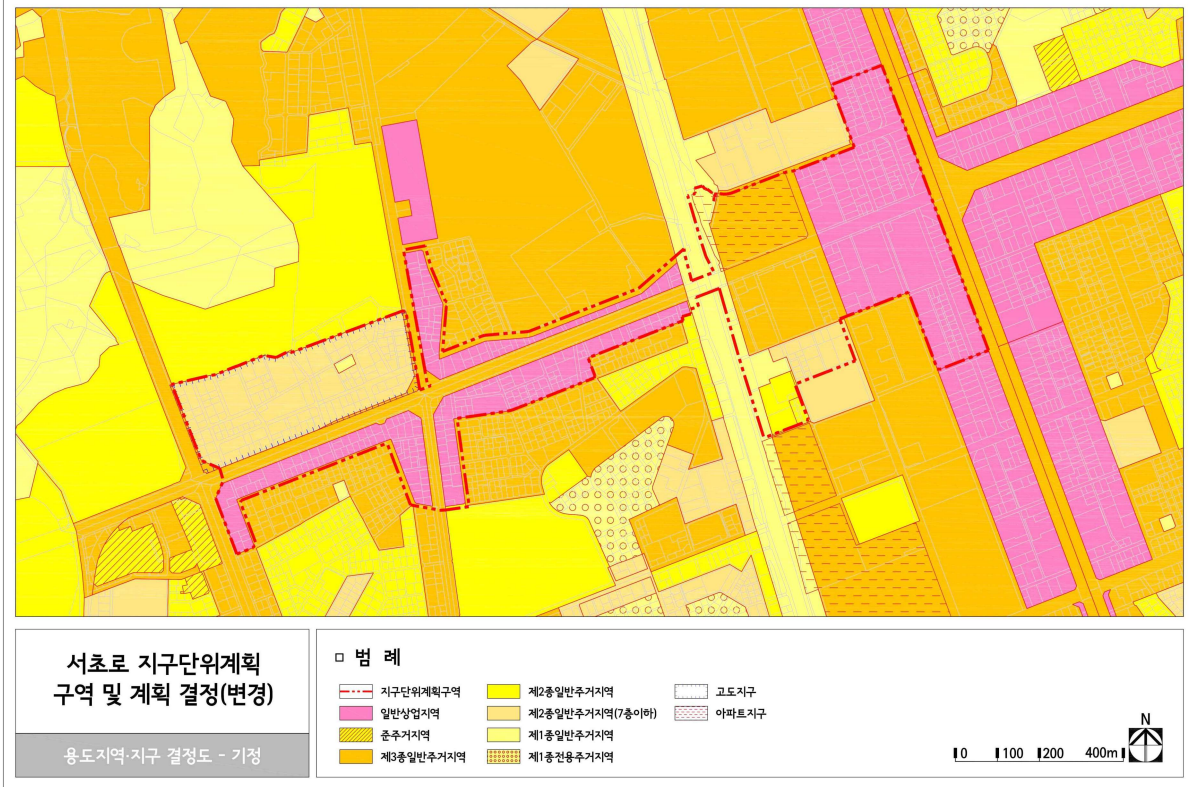 서초로 지구단위계획
구역 및 계획 결정(변경)
용도지역·지구 결정도 - 기정
범 례
지구단위계획구역
일반상업지역
준주거지역
제3종일반주거지역
제2종일반주거지역
제2종일반주거지역(7층이하)
제1종일반주거지역
제1종전용주거지역
고도지구
아파트지구
0 100 200 400m
N